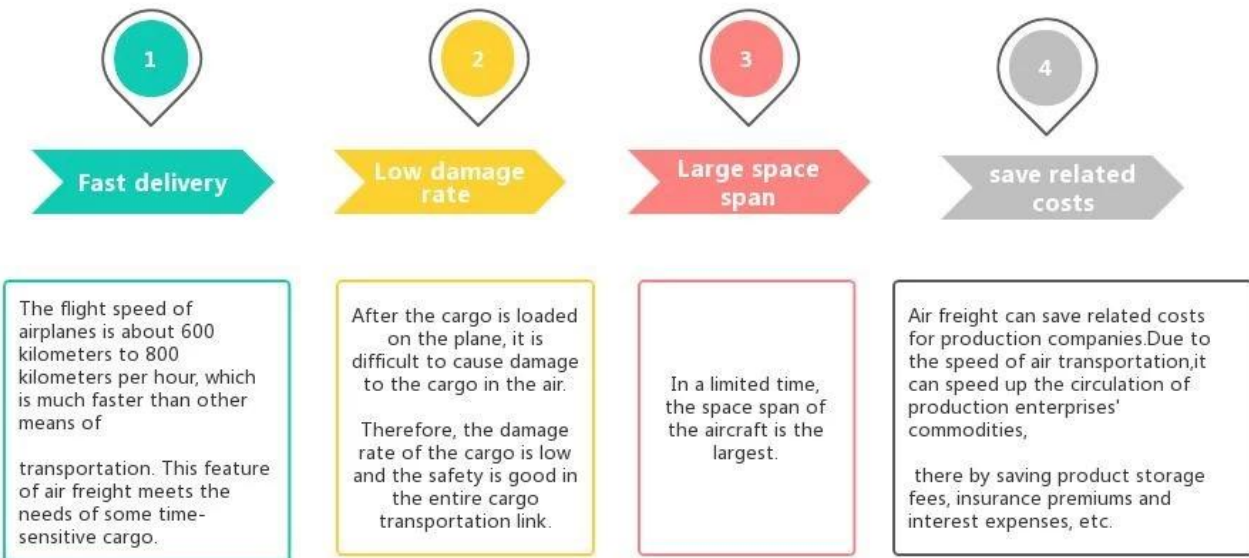 1
Fast delivery
The flight speed of
airplanes is about 600
kilometers to 800
kilometers per hour, which
is much faster than other
means of
transportation. This feature
of air freight meets the
needs of some time-
sensitive cargo.
2
Low damage
rate
After the cargo is loaded
on the plane, it is
difficult to cause damage
to the cargo in the air.
Therefore, the damage
rate of the cargo is low
and the safety is good in
the entire cargo
transportation link.
3
Large space
span
In a limited time,
the space span of
the aircraft is the
largest.
4
save related
costs
Air freight can save related costs
for production companies.Due to
the speed of air transportation,it
can speed up the circulation of
production enterprises'
commodities,
there by saving product storage
fees, insurance premiums and
interest expenses, etc.